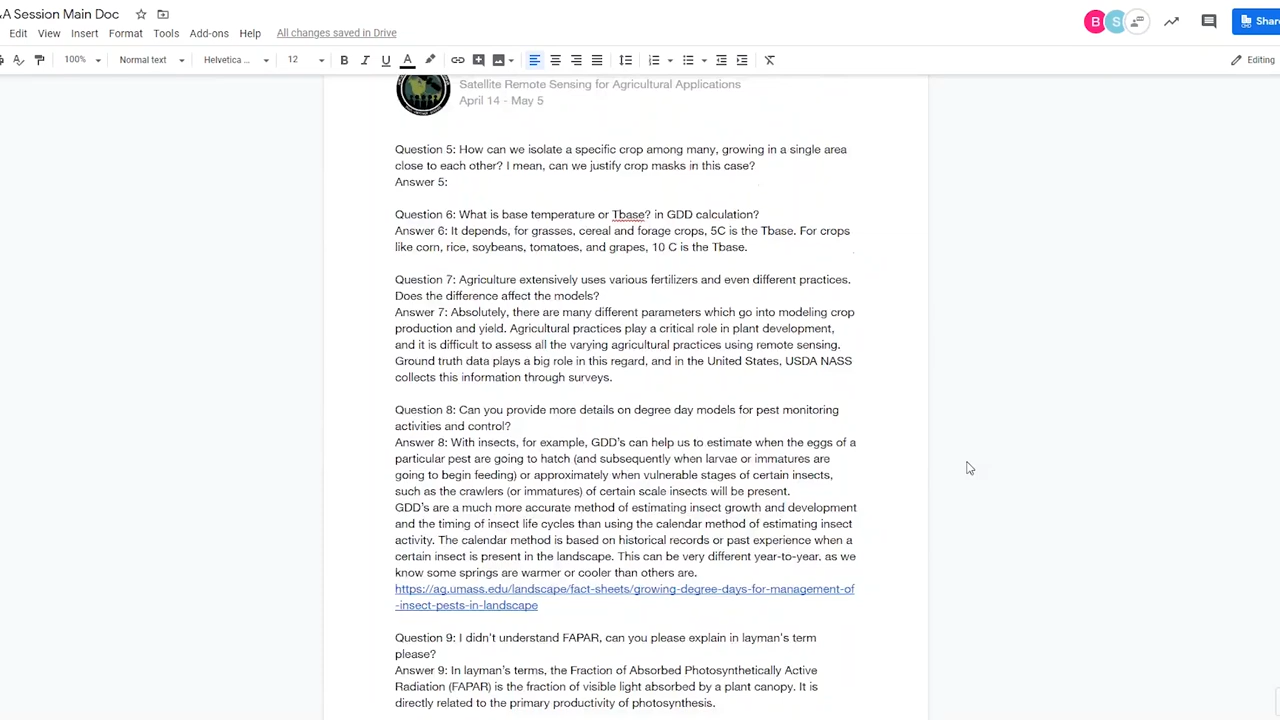 &A Session Main Doc
Edit View Insert Format Tools Add-ons Help All changes saved in Drive
B S Share
100% Normal text Helvetica ... 12 B I U A Editing
Satellite Remote Sensing for Agricultural Applications
April 14 - May 5
Question 5: How can we isolate a specific crop among many, growing in a single area
close to each other? I mean, can we justify crop masks in this case?
Answer 5:
Question 6: What is base temperature or Tbase? in GDD calculation?
Answer 6: It depends, for grasses, cereal and forage crops, 5C is the Tbase. For crops
like corn, rice, soybeans, tomatoes, and grapes, 10 C is the Tbase.
Question 7: Agriculture extensively uses various fertilizers and even different practices.
Does the difference affect the models?
Answer 7: Absolutely, there are many different parameters which go into modeling crop
production and yield. Agricultural practices play a critical role in plant development,
and it is difficult to assess all the varying agricultural practices using remote sensing.
Ground truth data plays a big role in this regard, and in the United States, USDA NASS
collects this information through surveys.
Question 8: Can you provide more details on degree day models for pest monitoring
activities and control?
Answer 8: With insects, for example, GDD's can help us to estimate when the eggs of a
particular pest are going to hatch (and subsequently when larvae or immatures are
going to begin feeding) or approximately when vulnerable stages of certain insects,
such as the crawlers (or immatures) of certain scale insects will be present.
GDD's are a much more accurate method of estimating insect growth and development
and the timing of insect life cycles than using the calendar method of estimating insect
activity. The calendar method is based on historical records or past experience when a
certain insect is present in the landscape. This can be very different year-to-year, as we
know some springs are warmer or cooler than others are.
https://ag.umass.edu/landscape/fact-sheets/growing-degree-days-for-management-of
-insect-pests-in-landscape
Question 9: I didn't understand FAPAR, can you please explain in layman's term
please?
Answer 9: In layman's terms, the Fraction of Absorbed Photosynthetically Active
Radiation (FAPAR) is the fraction of visible light absorbed by a plant canopy. It is
directly related to the primary productivity of photosynthesis.